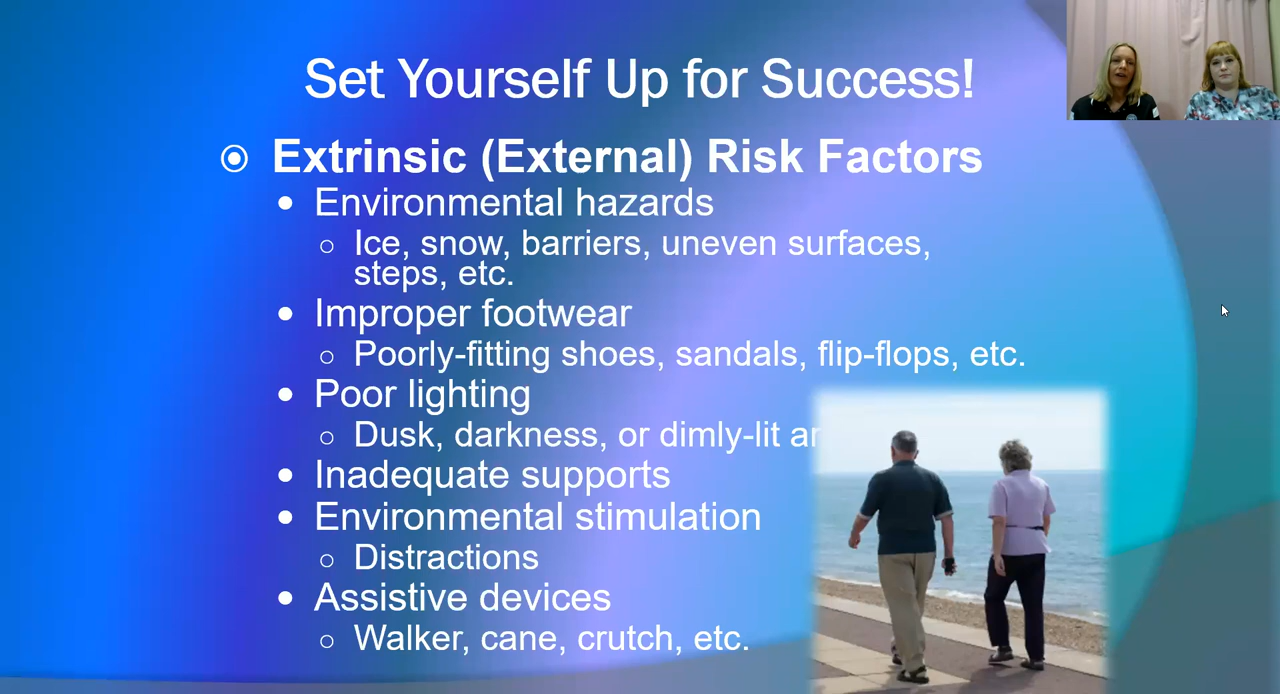 Set Yourself Up for Success!
Extrinsic (External) Risk Factors
Environmental hazards
Ice, snow, barriers, uneven surfaces,
steps, etc.
Improper footwear
Poorly-fitting shoes, sandals, flip-flops, etc.
Poor lighting
Dusk, darkness, or dimly-lit
Inadequate supports
Environmental stimulation
Distractions
Assistive devices
Walker, cane, crutch, etc.